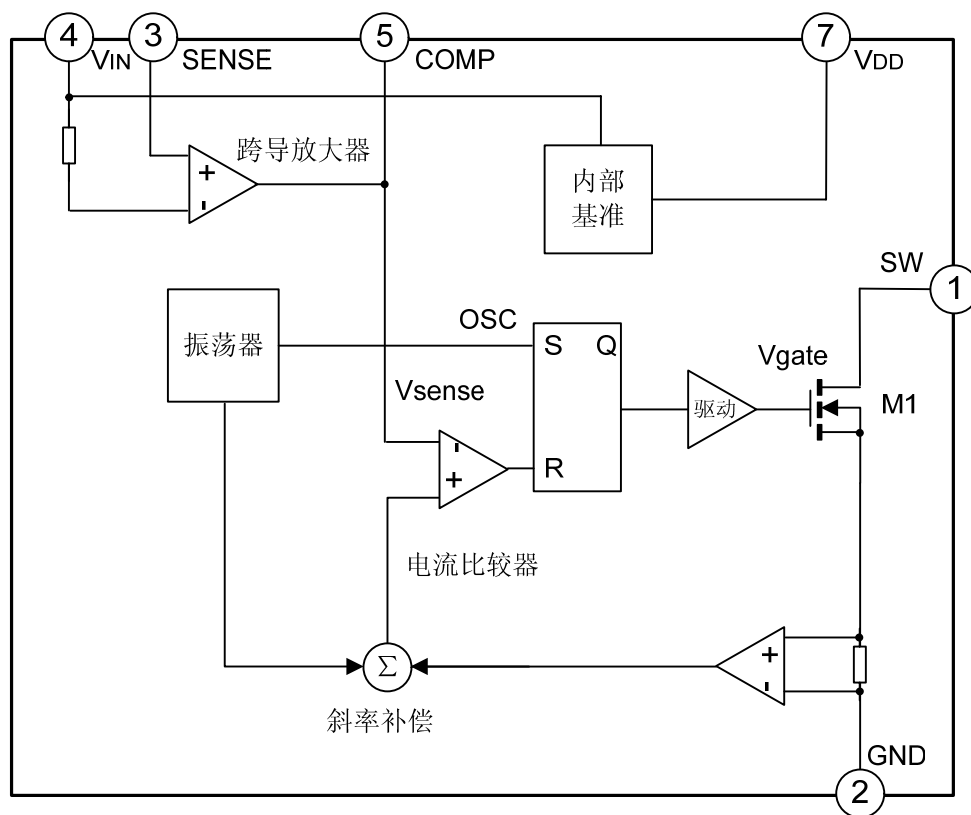 4
VIN
3
SENSE
5
COMP
7
VDD
跨导放大器
+
-
内部
基准
SW
1
振荡器
OSC
S
Q
Vgate
Vsense
驱动
M1
-
+
R
电流比较器
Σ
+
-
斜率补偿
GND
2